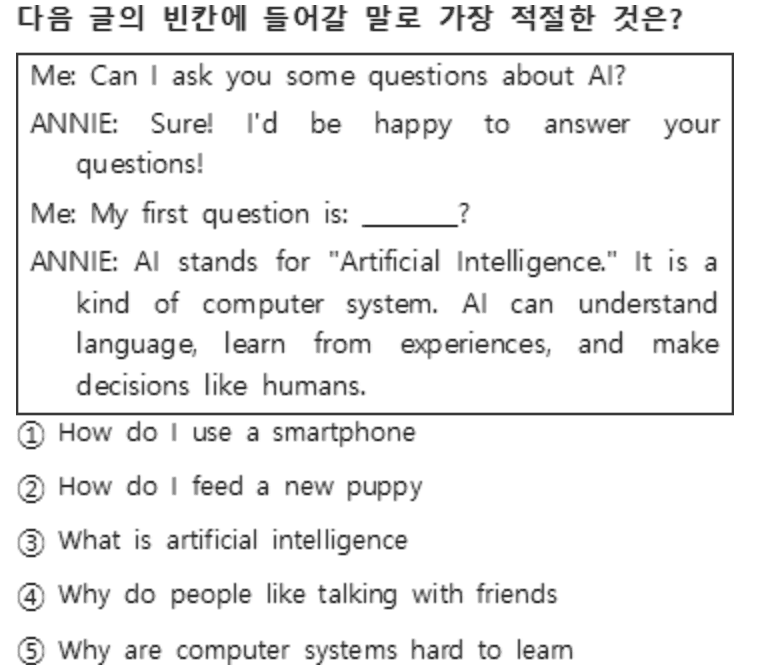 다음 글의 빈칸에 들어갈 말로 가장 적절한 것은?
Me: Can I ask you some questions about AI?
ANNIE: Sure! I'd be happy to answer your
questions!
Me: My first question is: _______?
ANNIE: AI stands for "Artificial Intelligence." It is a
kind of computer system. AI can understand
language, learn from experiences, and make
decisions like humans.
① How do I use a smartphone
② How do I feed a new puppy
③ What is artificial intelligence
④ Why do people like talking with friends
⑤ Why are computer systems hard to learn